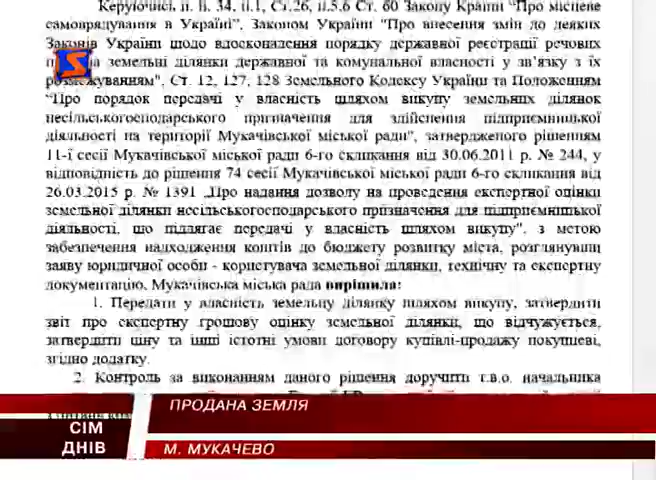 Керуючись п. п. 34, п.1, Ст.26, п.5,6 Ст. 60 Закону Країни "Про місцеве
самоврядування в Україні", Законом України "Про внесення змін до деяких
Законів України щодо вдосконалення порядку державної реєстрації речових
на земельні ділянки державної та комунальної власності у зв'язку з їх
розмежуванням", Ст. 12, 127, 128 Земельного Кодексу України та Положенням
"Про порядок передачі у власність шляхом викупу земельних ділянок
несільськогосподарського призначення для здійснення підприємницької
діяльності на території Мукачівської міської ради", затвердженого рішенням
11-ї сесії Мукачівської міської ради 6-го скликання від 30.06.2011 р. № 244, у
відповідність до рішення 74 сесії Мукачівської міської ради 6-го скликання від
26.03.2015 р. № 1391 „Про надання дозволу на проведення експертної оцінки
земельної ділянки несільськогосподарського призначення для підприємницької
діяльності, що підлягає передачі у власність шляхом викупу", з метою
забезпечення надходження коштів до бюджету розвитку міста, розглянувши
заяву юридичної особи - користувача земельної ділянки, технічну та експертну
документацію, Мукачівська міська рада вирішила:
1. Передати у власність земельну ділянку шляхом викупу, затвердити
звіт про експертну грошову оцінку земельної ділянки, що відчужується,
затвердити ціну та інші істотні умови договору купівлі-продажу покупцеві,
згідно додатку.
2. Контроль за виконанням даного рішення доручити т.в.о. начальника
ПРОДАНА ЗЕМЛЯ
СІМ
ДНІВ
М. МУКАЧЕВО